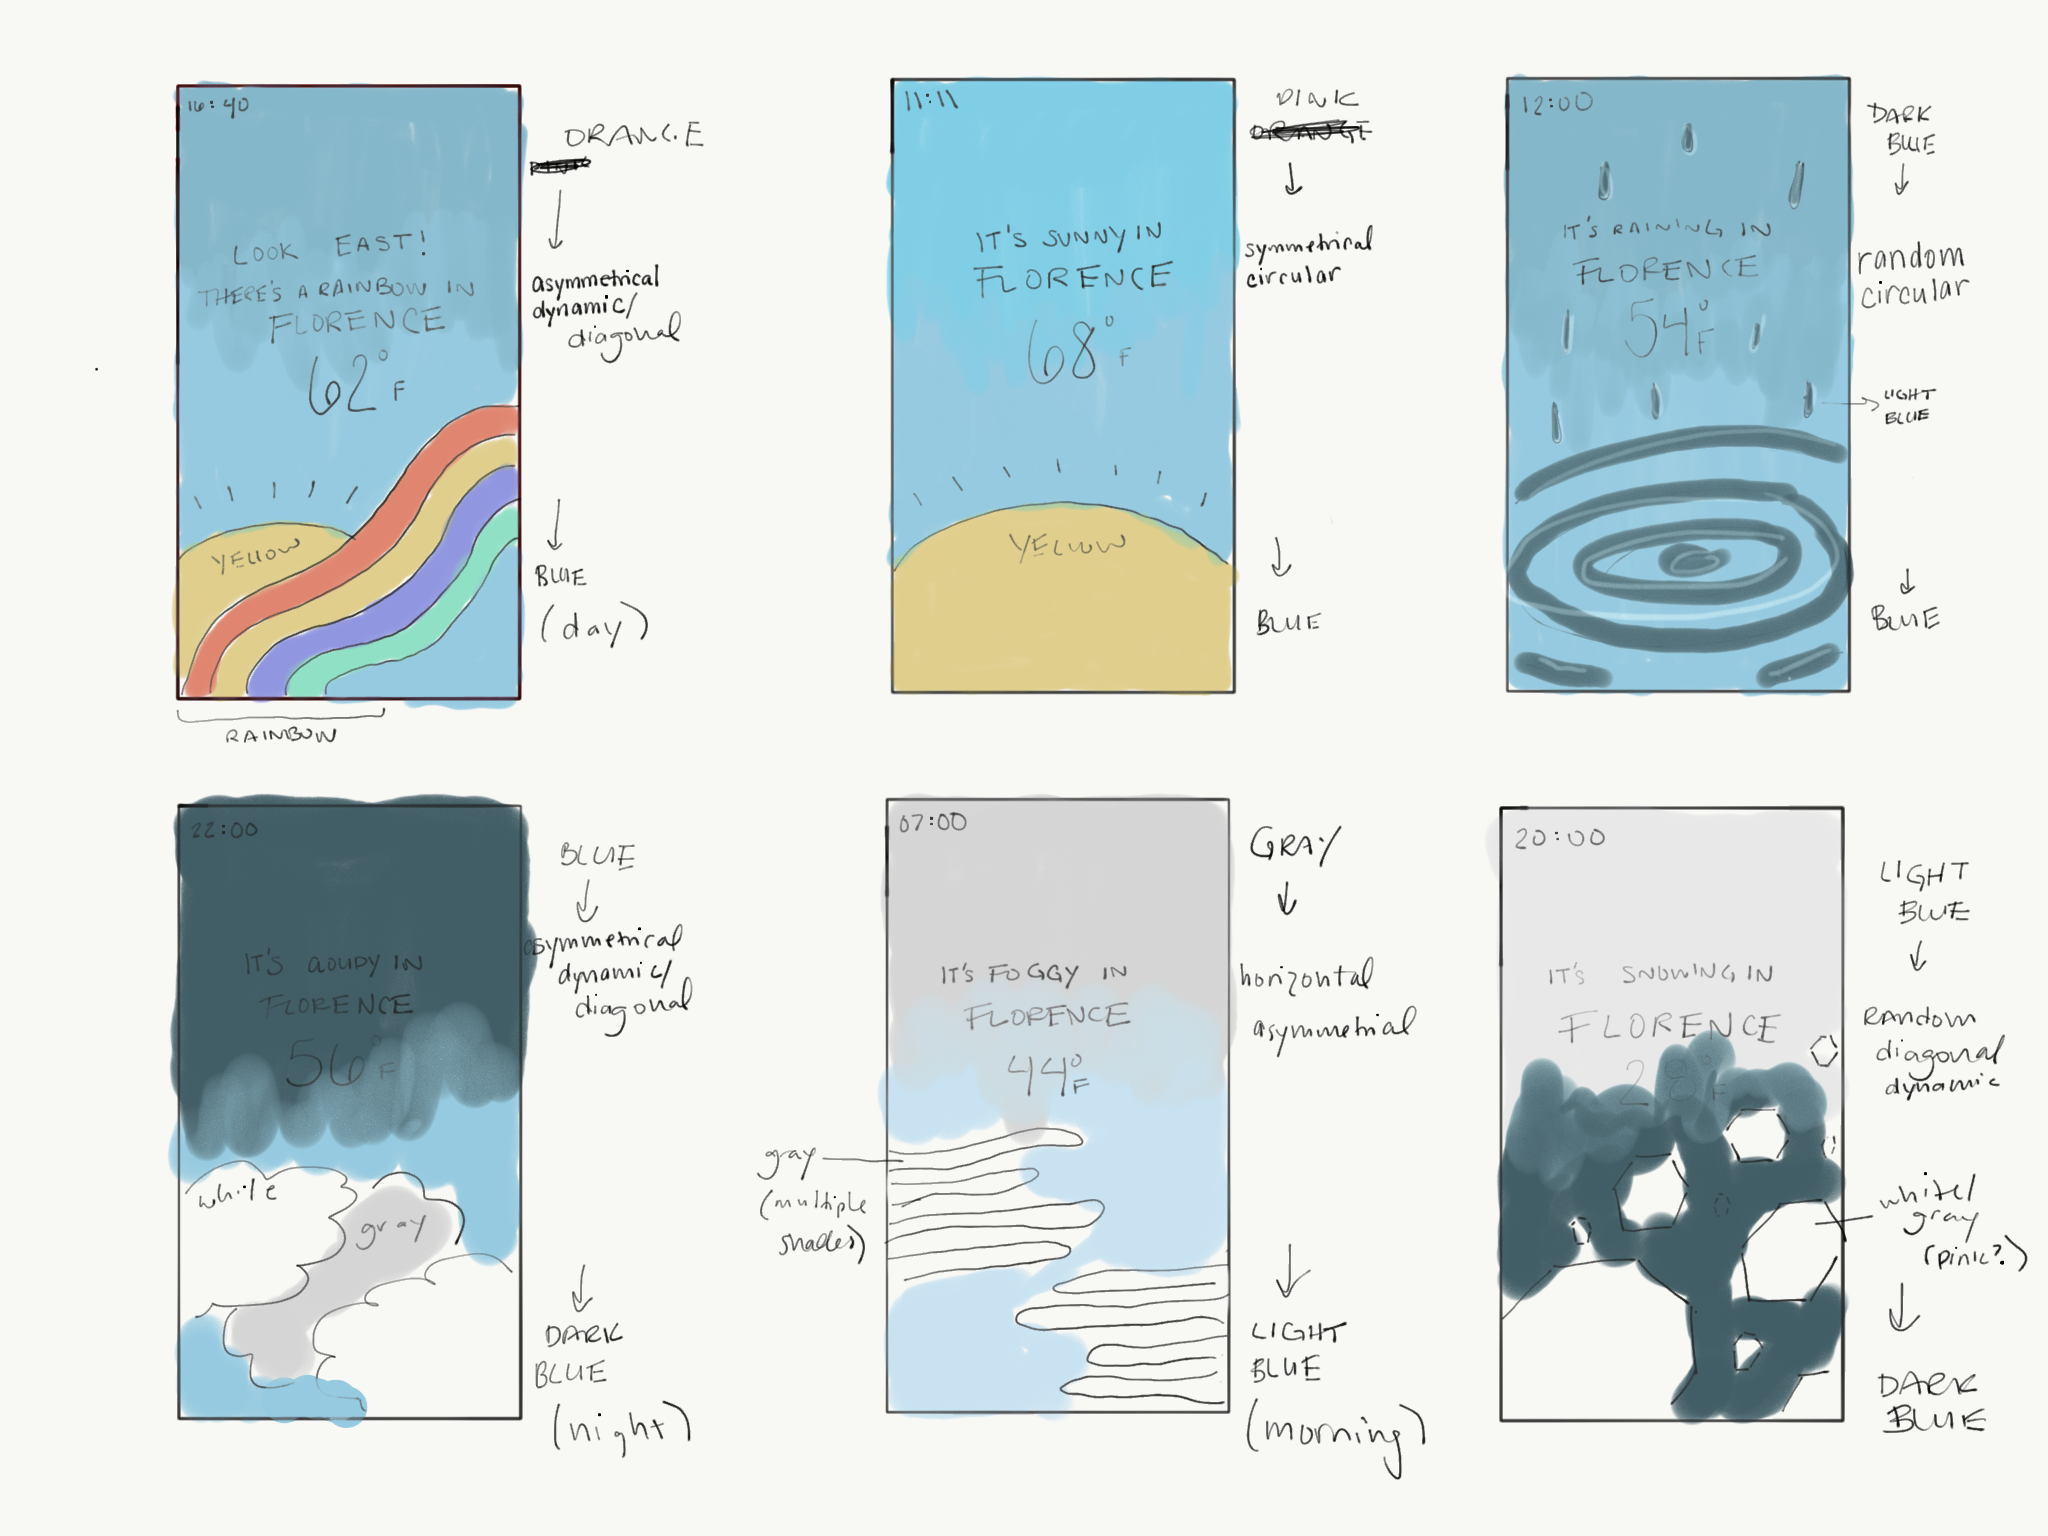 16:40
LOOK EAST!
THERE'S A RAINBOW IN
FLORENCE
62° F
YELLOW
RAINBOW
ORANGE
asymmetrical
dynamic/
diagonal
BLUE
(day)
11:11
IT'S SUNNY IN
FLORENCE
68° F
YELLOW
PINK
ORANGE
symmetrical
circular
BLUE
12:00
IT'S RAINING IN
FLORENCE
54° F
DARK
BLUE
random
circular
LIGHT
BLUE
BLUE
22:00
IT'S CLOUDY IN
FLORENCE
56° F
white
gray
BLUE
asymmetrical
dynamic/
diagonal
DARK
BLUE
(night)
07:00
IT'S FOGGY IN
FLORENCE
44° F
gray
(multiple
shades)
GRAY
horizontal
asymmetrial
LIGHT
BLUE
(morning)
20:00
IT'S SNOWING IN
FLORENCE
28° F
LIGHT
BLUE
RANDOM
diagonal
dynamic
white/
gray
(pink?)
DARK
BLUE